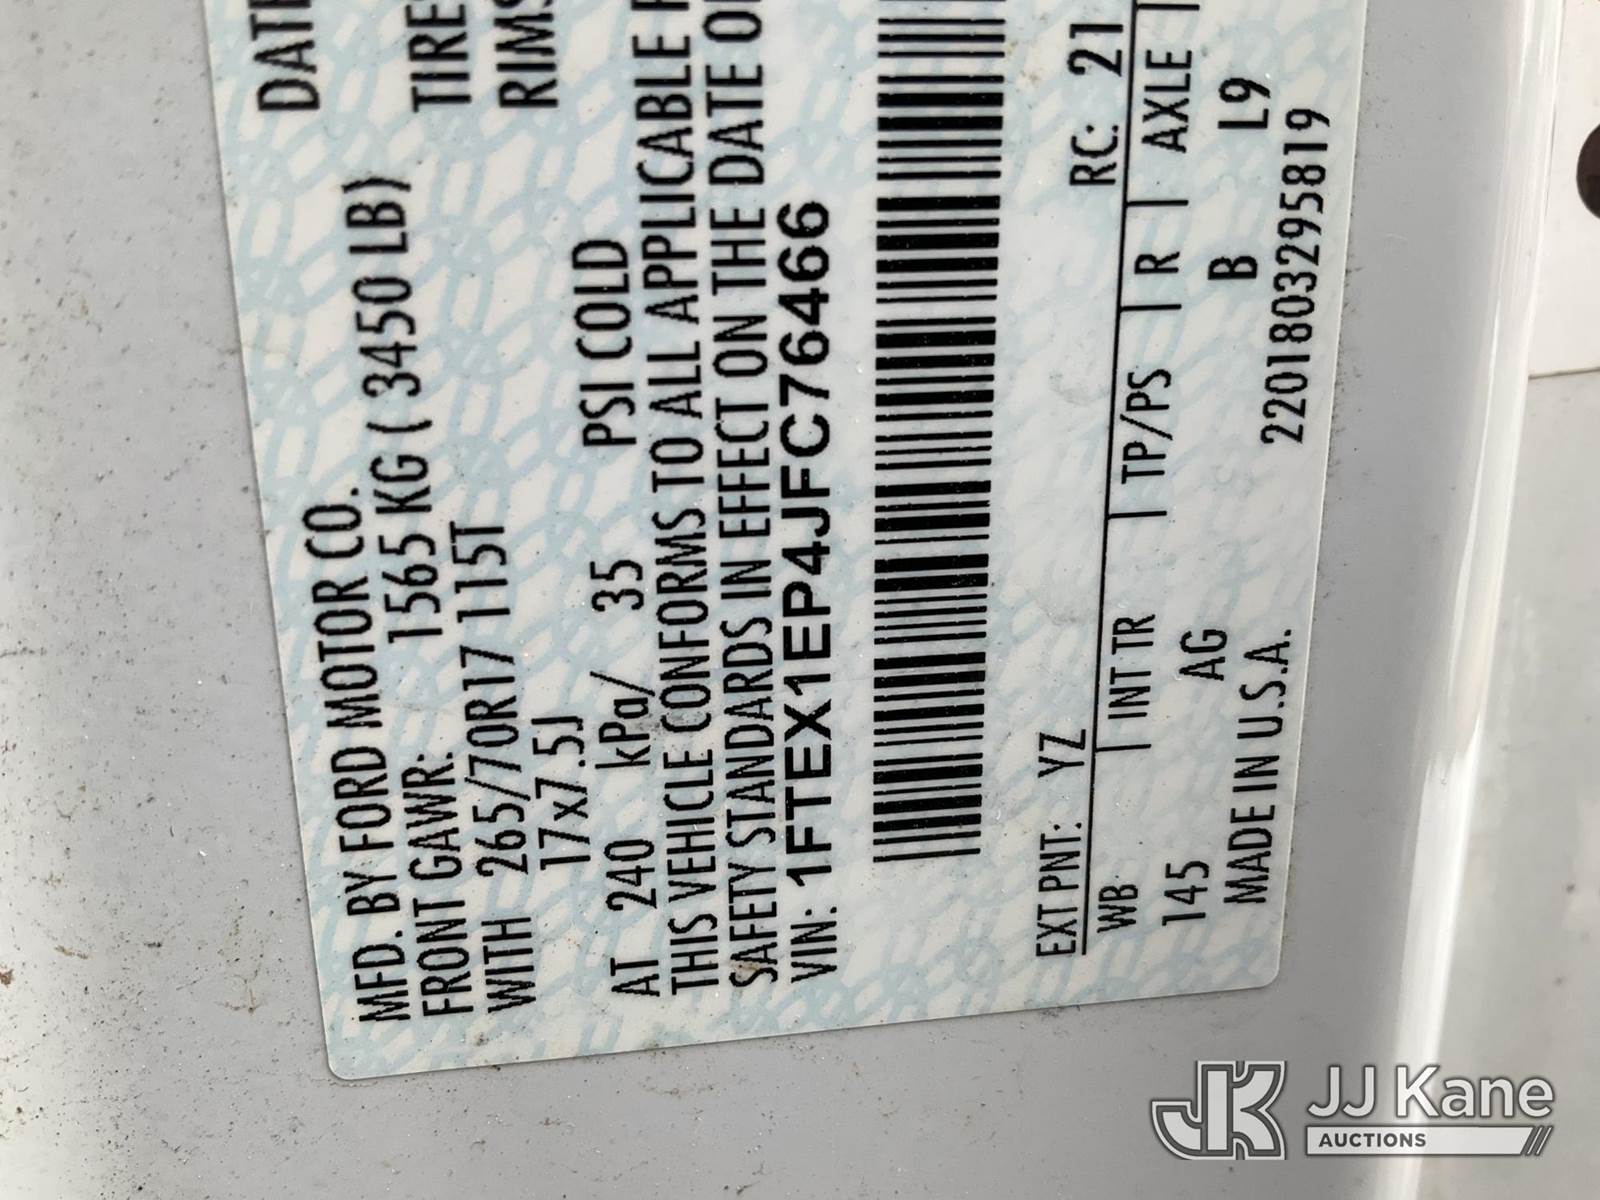 MFD. BY FORD MOTOR CO.
DATE
FRONT GAWR: 1565 KG ( 3450 LB)
WITH 265/70R17 115T TIRE
17x7.5J RIMS
AT 240 kPa/ 35 PSI COLD
THIS VEHICLE CONFORMS TO ALL APPLICABLE
SAFETY STANDARDS IN EFFECT ON THE DATE
VIN: 1FTEX1EP4JFC76466
EXT PNT: YZ RC: 21
WB INT TR TP/PS R AXLE
145 AG B L9
MADE IN U.S.A. 2201803295819
JK JJ Kane
AUCTIONS